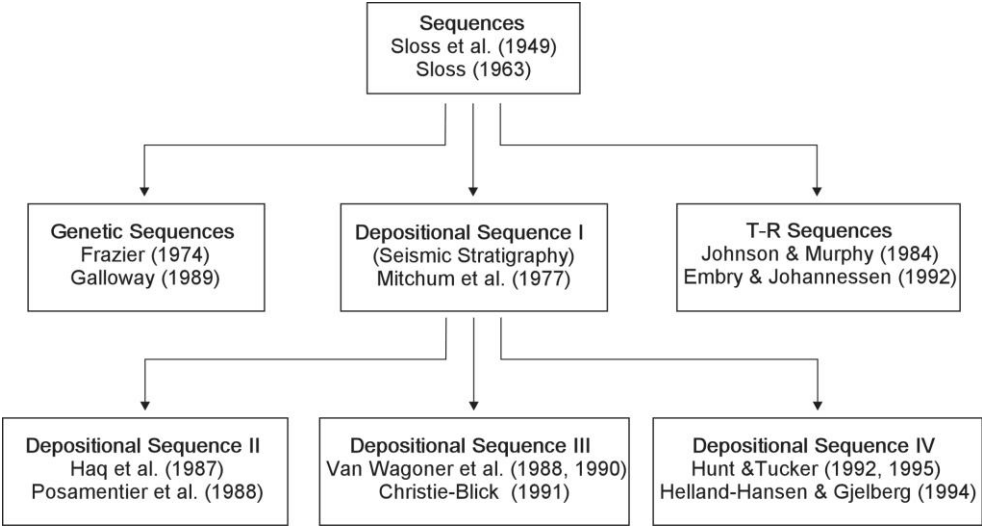 Sequences
Sloss et al. (1949)
Sloss (1963)
Genetic Sequences
Frazier (1974)
Galloway (1989)
Depositional Sequence I
(Seismic Stratigraphy)
Mitchum et al. (1977)
T-R Sequences
Johnson & Murphy (1984)
Embry & Johannessen (1992)
Depositional Sequence II
Haq et al. (1987)
Posamentier et al. (1988)
Depositional Sequence III
Van Wagoner et al. (1988, 1990)
Christie-Blick (1991)
Depositional Sequence IV
Hunt &Tucker (1992, 1995)
Helland-Hansen & Gjelberg (1994)